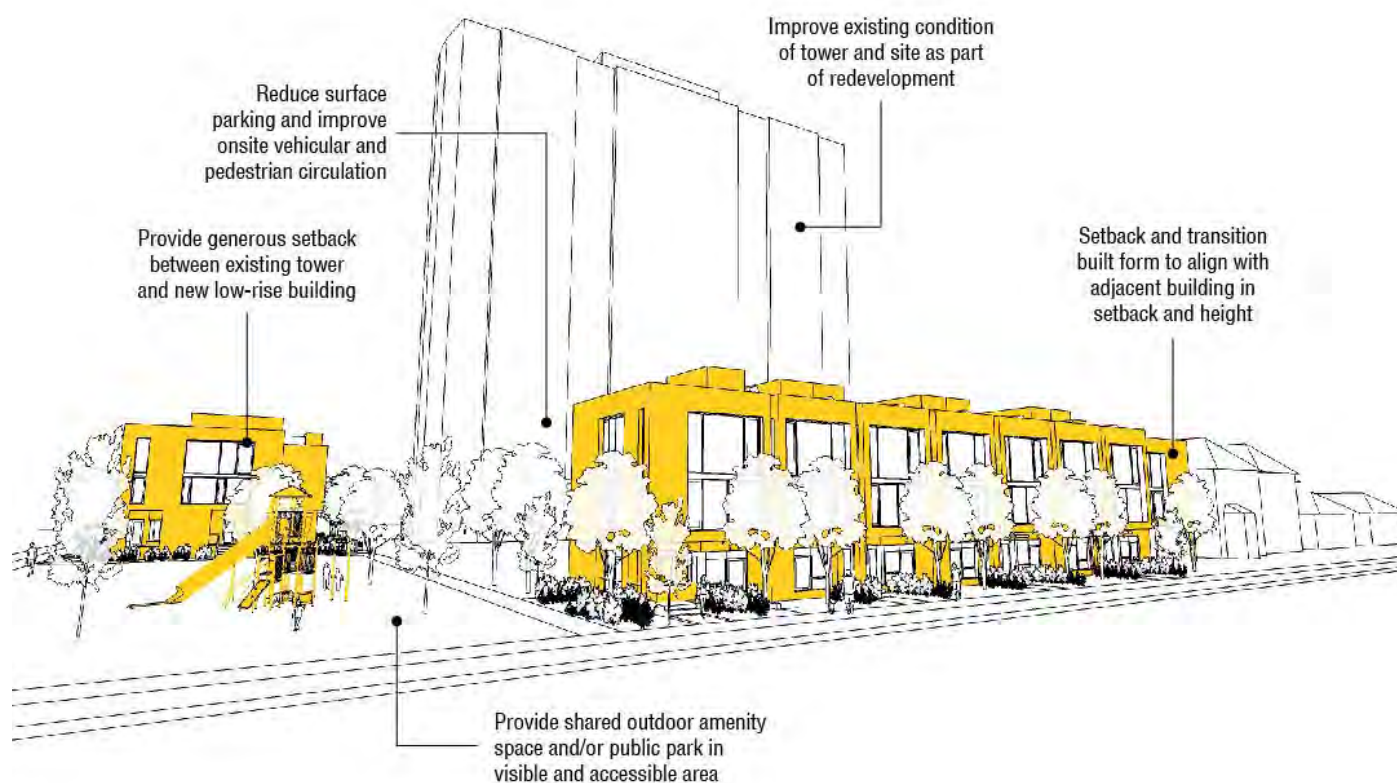 Improve existing condition
of tower and site as part
of redevelopment
Reduce surface
parking and improve
onsite vehicular and
pedestrian circulation
Provide generous setback
between existing tower
and new low-rise building
Setback and transition
built form to align with
adjacent building in
setback and height
Provide shared outdoor amenity
space and/or public park in
visible and accessible area